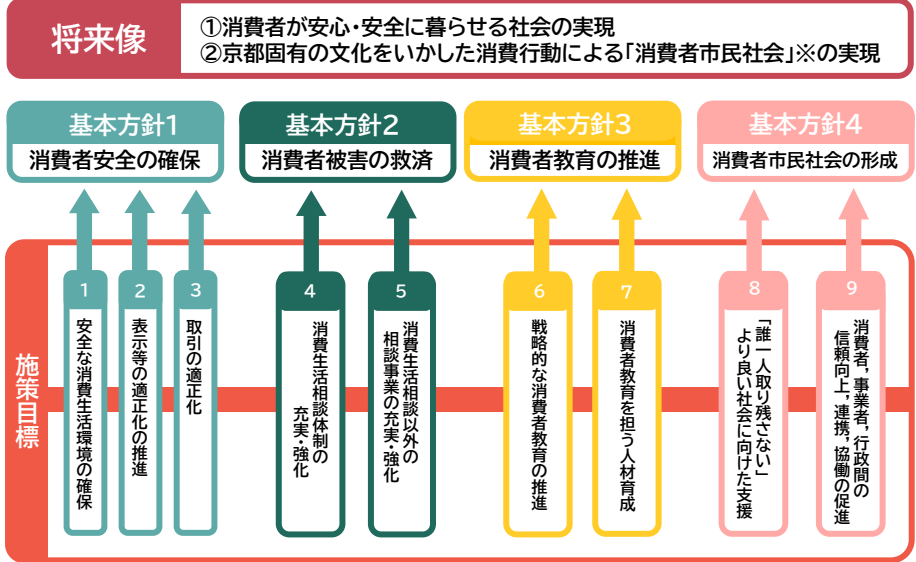 将来像
①消費者が安心・安全に暮らせる社会の実現
②京都固有の文化をいかした消費行動による「消費者市民社会」※の実現
基本方針1
消費者安全の確保
基本方針2
消費者被害の救済
基本方針3
消費者教育の推進
基本方針4
消費者市民社会の形成
施策目標
1
安全な消費生活環境の確保
2
表示等の適正化の推進
3
取引の適正化
4
消費生活相談体制の
充実・強化
5
消費生活相談以外の
相談事業の充実・強化
6
戦略的な消費者教育の推進
7
消費者教育を担う人材育成
8
「誰一人取り残さない」
より良い社会に向けた支援
9
消費者，事業者，行政間の
信頼向上，連携，協働の促進